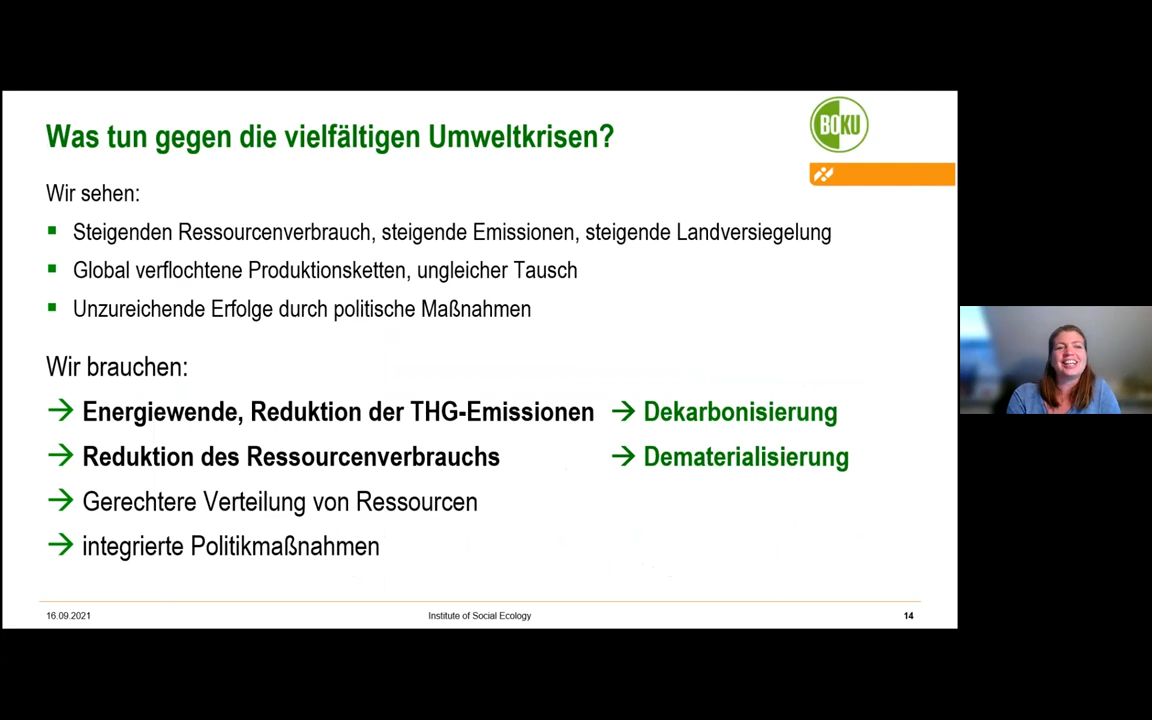 Was tun gegen die vielfältigen Umweltkrisen?
BOKU
Wir sehen:
Steigenden Ressourcenverbrauch, steigende Emissionen, steigende Landversiegelung
Global verflochtene Produktionsketten, ungleicher Tausch
Unzureichende Erfolge durch politische Maßnahmen
Wir brauchen:
→ Energiewende, Reduktion der THG-Emissionen → Dekarbonisierung
→ Reduktion des Ressourcenverbrauchs → Dematerialisierung
→ Gerechtere Verteilung von Ressourcen
→ integrierte Politikmaßnahmen
16.09.2021 Institute of Social Ecology 14